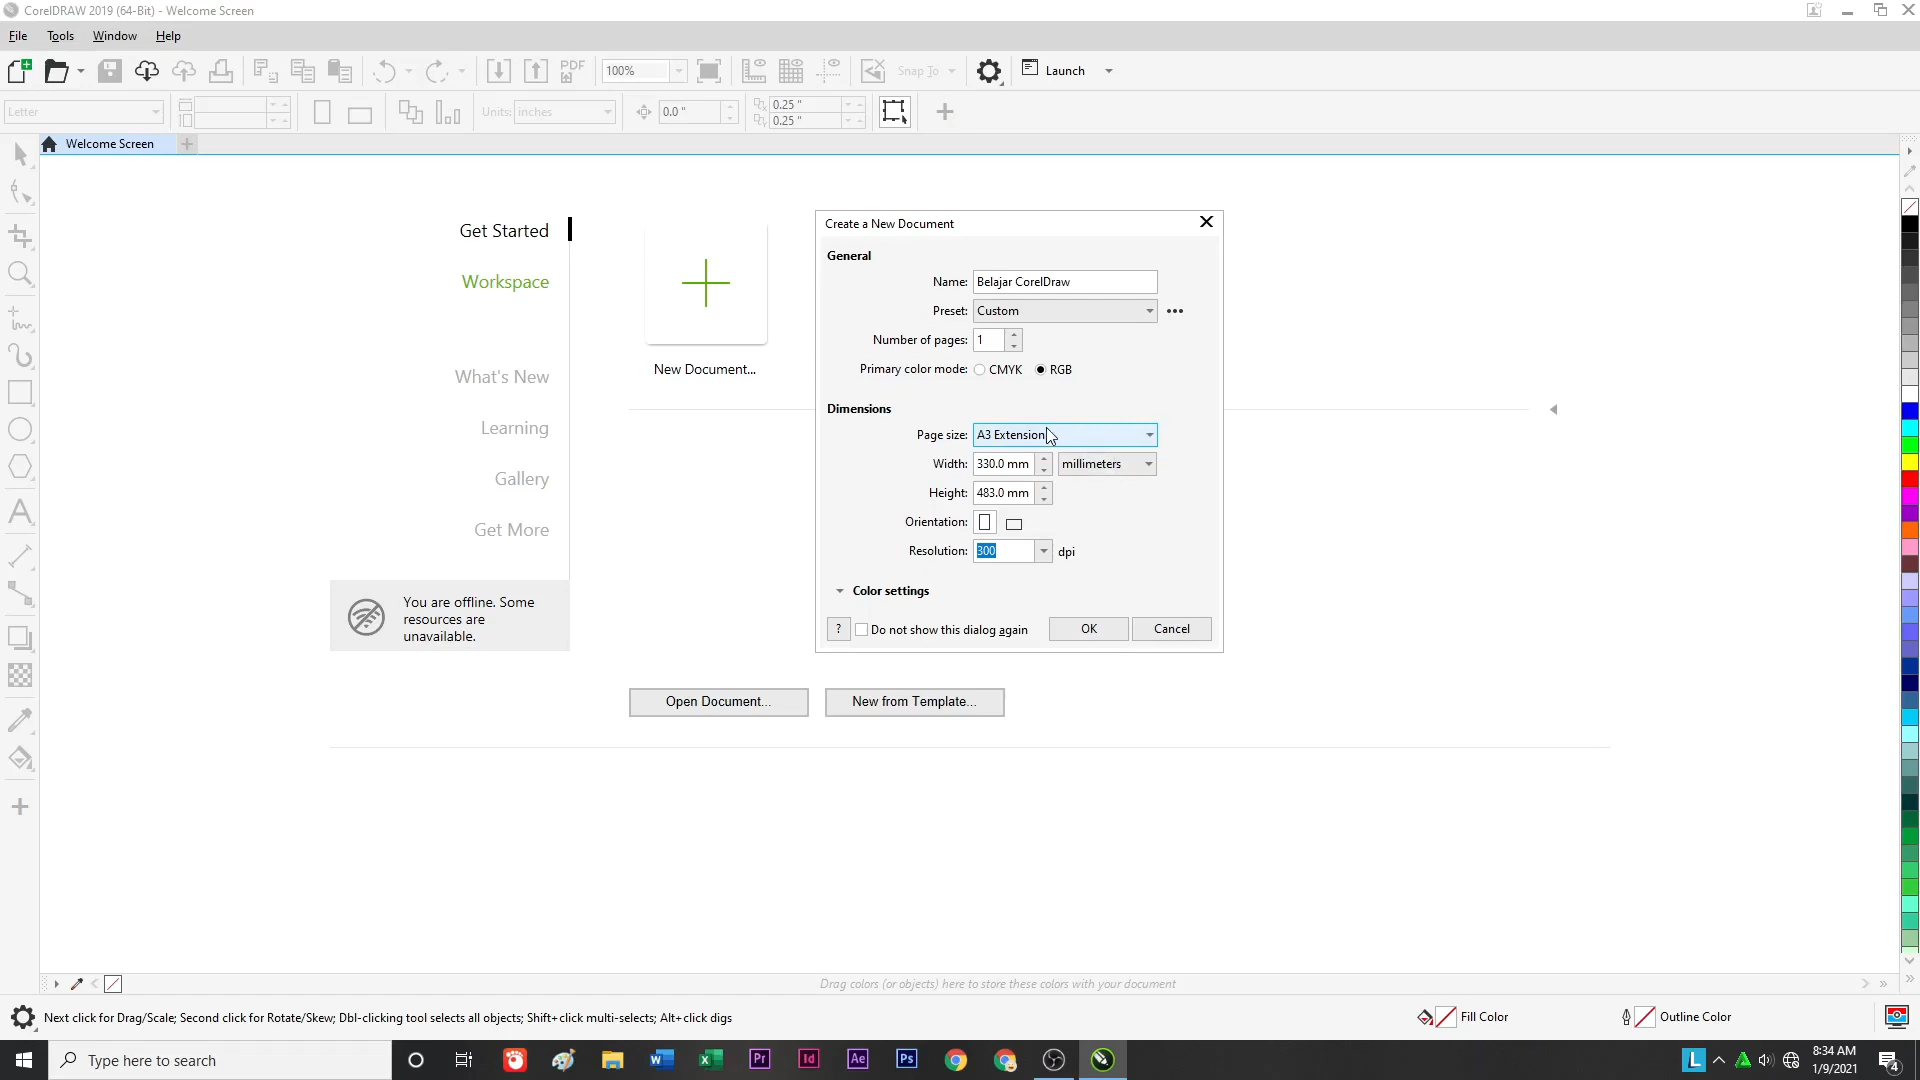 CorelDRAW 2019 (64-Bit) - Welcome Screen
File Tools Window Help
PDF 100% Snap To Launch
Letter Units: inches 0.0 " 0.25 "
0.25 "
Welcome Screen
Get Started
Workspace
What's New
Learning
Gallery
Get More
You are offline. Some
resources are
unavailable.
New Document...
Create a New Document
General
Name: Belajar CorelDraw
Preset: Custom
Number of pages: 1
Primary color mode: CMYK RGB
Dimensions
Page size: A3 Extension
Width: 330.0 mm millimeters
Height: 483.0 mm
Orientation:
Resolution: 300 dpi
Color settings
? Do not show this dialog again OK Cancel
Open Document... New from Template...
Drag colors (or objects) here to store these colors with your document
Next click for Drag/Scale; Second click for Rotate/Skew; Dbl-clicking tool selects all objects; Shift+click multi-selects; Alt+click digs
Fill Color Outline Color
Type here to search
Pr Id Ae Ps
L
8:34 AM
1/9/2021
4